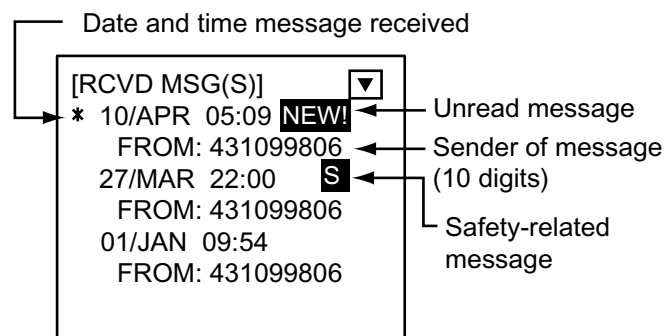 Date and time message received
[RCVD MSG(S)] ▼
* 10/APR 05:09 NEW!
FROM: 431099806
27/MAR 22:00 S
FROM: 431099806
01/JAN 09:54
FROM: 431099806
Unread message
Sender of message
(10 digits)
Safety-related
message